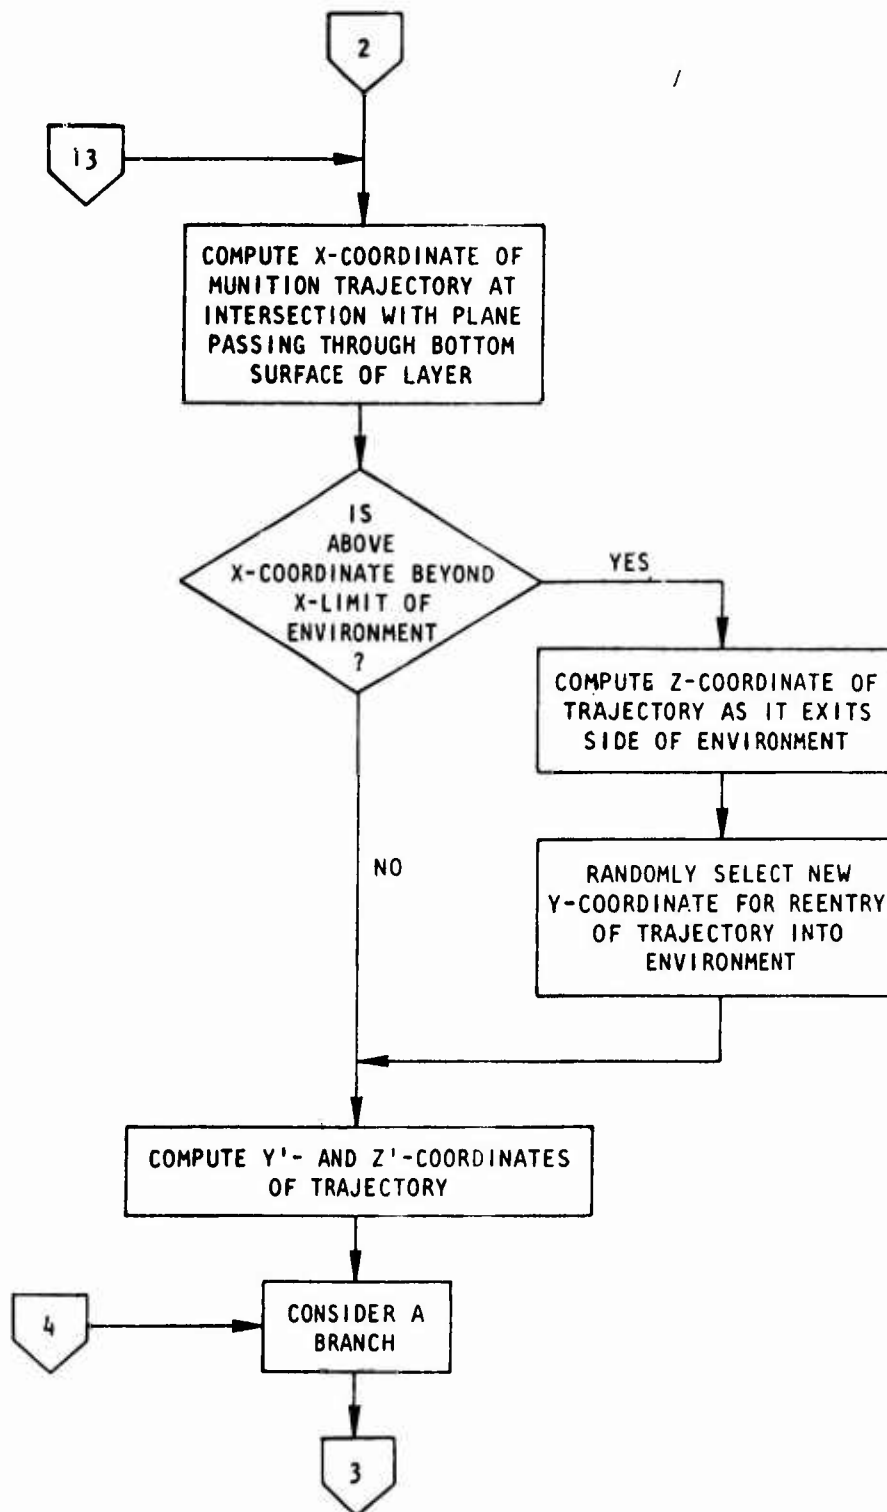 2
13
COMPUTE X-COORDINATE OF
MUNITION TRAJECTORY AT
INTERSECTION WITH PLANE
PASSING THROUGH BOTTOM
SURFACE OF LAYER
IS
ABOVE
X-COORDINATE BEYOND
X-LIMIT OF
ENVIRONMENT
?
YES
COMPUTE Z-COORDINATE OF
TRAJECTORY AS IT EXITS
SIDE OF ENVIRONMENT
NO
RANDOMLY SELECT NEW
Y-COORDINATE FOR REENTRY
OF TRAJECTORY INTO
ENVIRONMENT
COMPUTE Y'- AND Z'-COORDINATES
OF TRAJECTORY
4
CONSIDER A
BRANCH
3